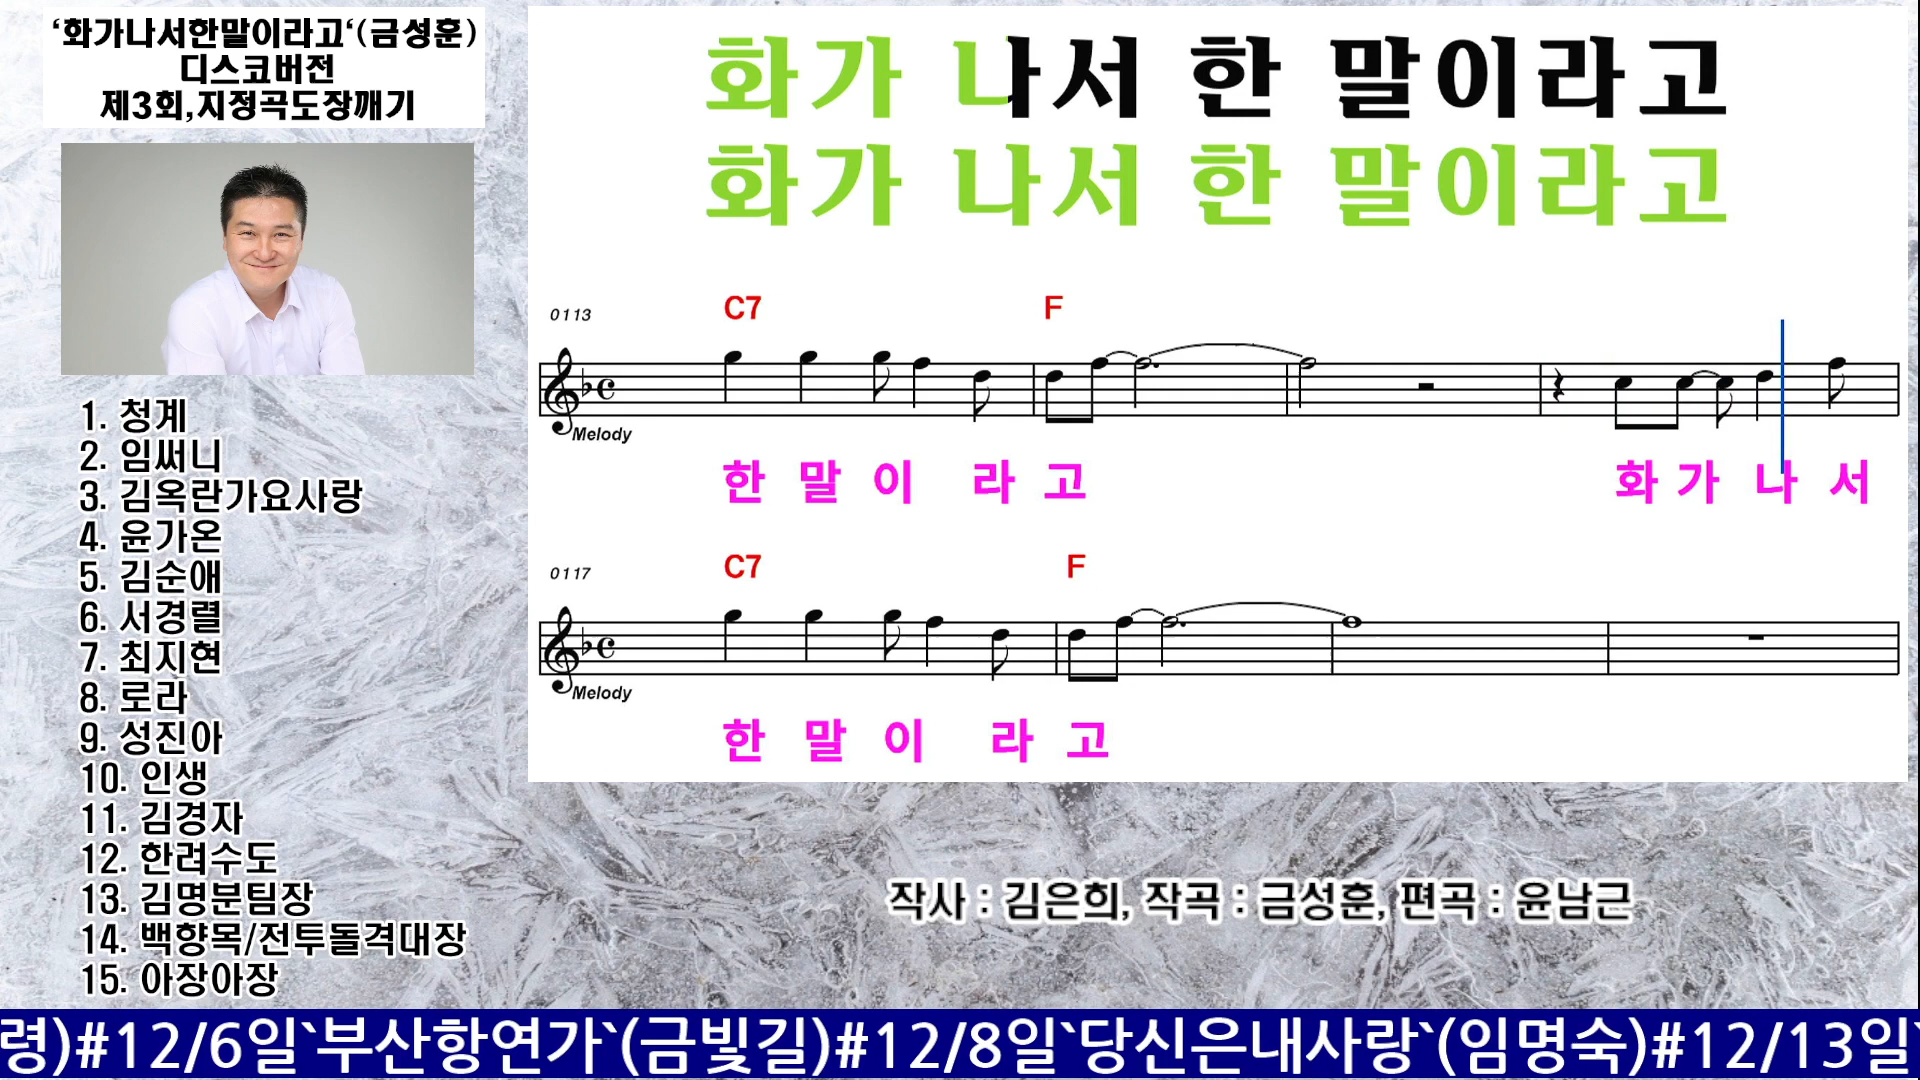 ‘화가나서한말이라고‘(금성훈)
디스코버전
제3회,지정곡도장깨기
1. 청계
2. 임써니
3. 김옥란가요사랑
4. 윤가온
5. 김순애
6. 서경렬
7. 최지현
8. 로라
9. 성진아
10. 인생
11. 김경자
12. 한려수도
13. 김명분팀장
14. 백향목/전투돌격대장
15. 아장아장
화가 나서 한 말이라고
화가 나서 한 말이라고
0113 C7 F
Melody
한 말 이 라 고 화 가 나 서
0117 C7 F
Melody
한 말 이 라 고
작사 : 김은희, 작곡 : 금성훈, 편곡 : 윤남근
령)#12/6일`부산항연가`(금빛길)#12/8일`당신은내사랑`(임명숙)#12/13일`